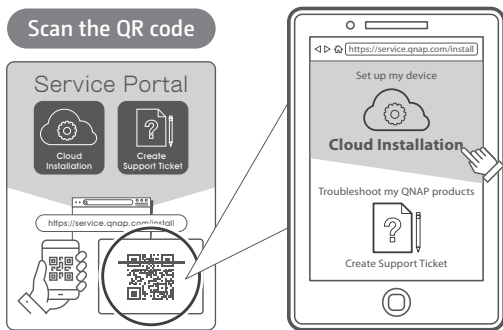 Scan the QR code
Service Portal
Cloud
Installation
Create
Support Ticket
https://service.qnap.com/install
https://service.qnap.com/install
Set up my device
Cloud Installation
Troubleshoot my QNAP products
Create Support Ticket